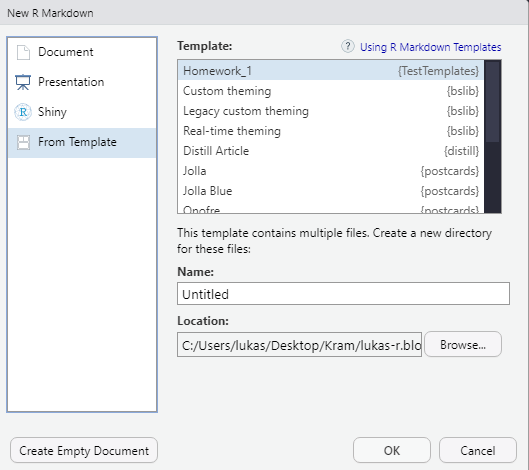 New R Markdown
Document
Presentation
Shiny
From Template
Template:
? Using R Markdown Templates
Homework_1 {TestTemplates}
Custom theming {bslib}
Legacy custom theming {bslib}
Real-time theming {bslib}
Distill Article {distill}
Jolla {postcards}
Jolla Blue {postcards}
Onofre {postcards}
This template contains multiple files. Create a new directory
for these files:
Name:
Untitled
Location:
C:/Users/lukas/Desktop/Kram/lukas-r.blo
Browse...
Create Empty Document
OK
Cancel